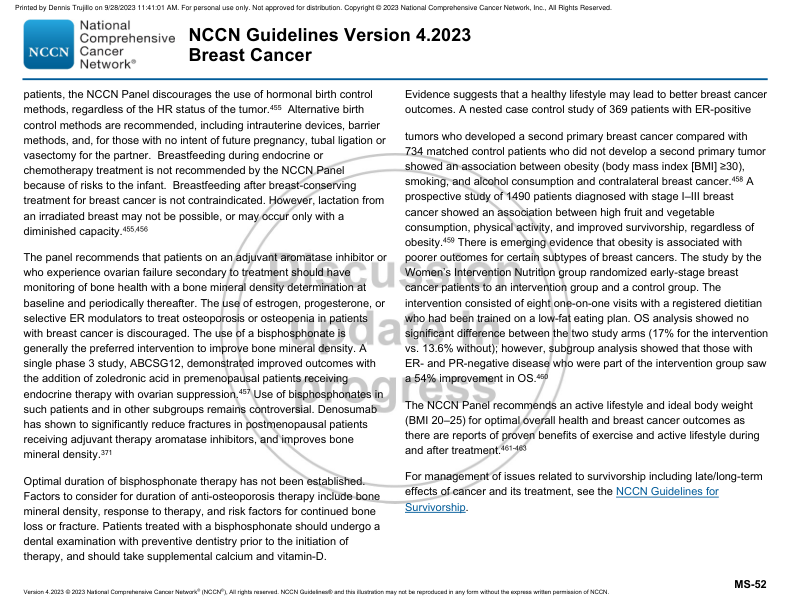 Printed by Dennis Trujillo on 9/28/2023 11:41:01 AM. For personal use only. Not approved for distribution. Copyright © 2023 National Comprehensive Cancer Network, Inc., All Rights Reserved.
NCCN
National
Comprehensive
Cancer
Network®
NCCN Guidelines Version 4.2023
Breast Cancer
patients, the NCCN Panel discourages the use of hormonal birth control
methods, regardless of the HR status of the tumor.455 Alternative birth
control methods are recommended, including intrauterine devices, barrier
methods, and, for those with no intent of future pregnancy, tubal ligation or
vasectomy for the partner. Breastfeeding during endocrine or
chemotherapy treatment is not recommended by the NCCN Panel
because of risks to the infant. Breastfeeding after breast-conserving
treatment for breast cancer is not contraindicated. However, lactation from
an irradiated breast may not be possible, or may occur only with a
diminished capacity.455,456
The panel recommends that patients on an adjuvant aromatase inhibitor or
who experience ovarian failure secondary to treatment should have
monitoring of bone health with a bone mineral density determination at
baseline and periodically thereafter. The use of estrogen, progesterone, or
selective ER modulators to treat osteoporosis or osteopenia in patients
with breast cancer is discouraged. The use of a bisphosphonate is
generally the preferred intervention to improve bone mineral density. A
single phase 3 study, ABCSG12, demonstrated improved outcomes with
the addition of zoledronic acid in premenopausal patients receiving
endocrine therapy with ovarian suppression.457 Use of bisphosphonates in
such patients and in other subgroups remains controversial. Denosumab
has shown to significantly reduce fractures in postmenopausal patients
receiving adjuvant therapy aromatase inhibitors, and improves bone
mineral density.371
Optimal duration of bisphosphonate therapy has not been established.
Factors to consider for duration of anti-osteoporosis therapy include bone
mineral density, response to therapy, and risk factors for continued bone
loss or fracture. Patients treated with a bisphosphonate should undergo a
dental examination with preventive dentistry prior to the initiation of
therapy, and should take supplemental calcium and vitamin-D.
Evidence suggests that a healthy lifestyle may lead to better breast cancer
outcomes. A nested case control study of 369 patients with ER-positive
tumors who developed a second primary breast cancer compared with
734 matched control patients who did not develop a second primary tumor
showed an association between obesity (body mass index [BMI] ≥30),
smoking, and alcohol consumption and contralateral breast cancer.458 A
prospective study of 1490 patients diagnosed with stage I–III breast
cancer showed an association between high fruit and vegetable
consumption, physical activity, and improved survivorship, regardless of
obesity.459 There is emerging evidence that obesity is associated with
poorer outcomes for certain subtypes of breast cancers. The study by the
Women's Intervention Nutrition group randomized early-stage breast
cancer patients to an intervention group and a control group. The
intervention consisted of eight one-on-one visits with a registered dietitian
who had been trained on a low-fat eating plan. OS analysis showed no
significant difference between the two study arms (17% for the intervention
vs. 13.6% without); however, subgroup analysis showed that those with
ER- and PR-negative disease who were part of the intervention group saw
a 54% improvement in OS.460
The NCCN Panel recommends an active lifestyle and ideal body weight
(BMI 20–25) for optimal overall health and breast cancer outcomes as
there are reports of proven benefits of exercise and active lifestyle during
and after treatment.461-463
For management of issues related to survivorship including late/long-term
effects of cancer and its treatment, see the NCCN Guidelines for
Survivorship.
Discussion
update in
progress
MS-52
Version 4.2023 © 2023 National Comprehensive Cancer Network® (NCCN®), All rights reserved. NCCN Guidelines® and this illustration may not be reproduced in any form without the express written permission of NCCN.